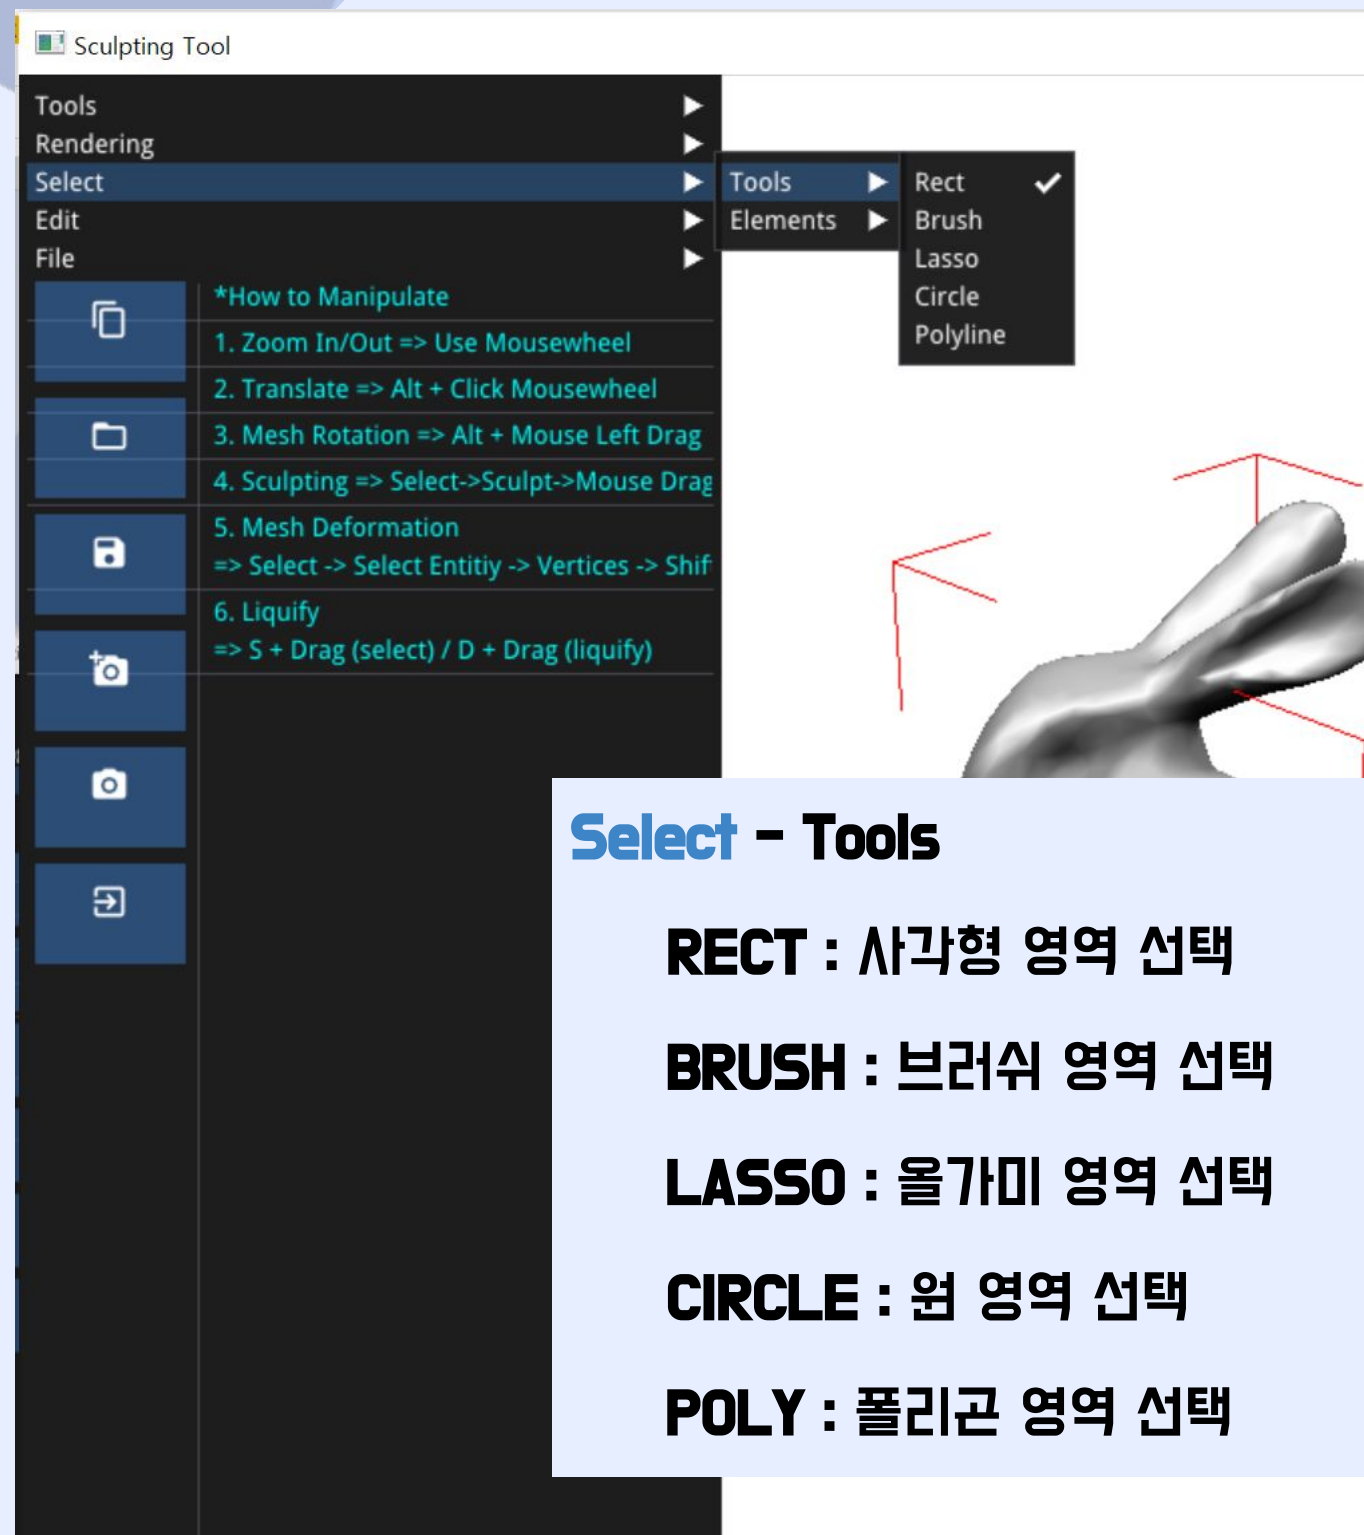 Sculpting Tool
Tools
Rendering
Select
Edit
File
Tools
Elements
Rect
Brush
Lasso
Circle
Polyline
*How to Manipulate
1. Zoom In/Out => Use Mousewheel
2. Translate => Alt + Click Mousewheel
3. Mesh Rotation => Alt + Mouse Left Drag
4. Sculpting => Select->Sculpt->Mouse Drag
5. Mesh Deformation
=> Select -> Select Entitiy -> Vertices -> Shif
6. Liquify
=> S + Drag (select) / D + Drag (liquify)
Select - Tools
RECT : 사각형 영역 선택
BRUSH : 브러쉬 영역 선택
LASSO : 올가미 영역 선택
CIRCLE : 원 영역 선택
POLY : 폴리곤 영역 선택